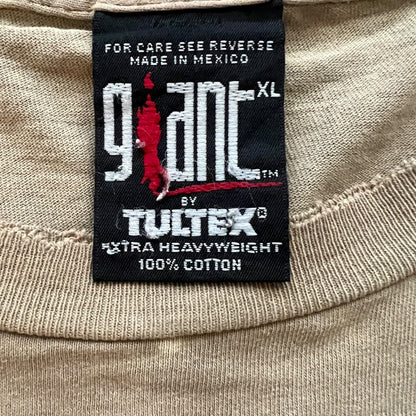 FOR CARE SEE REVERSE
MADE IN MEXICO
giant XL
TM
BY
TULTEX®
EXTRA HEAVYWEIGHT
100% COTTON